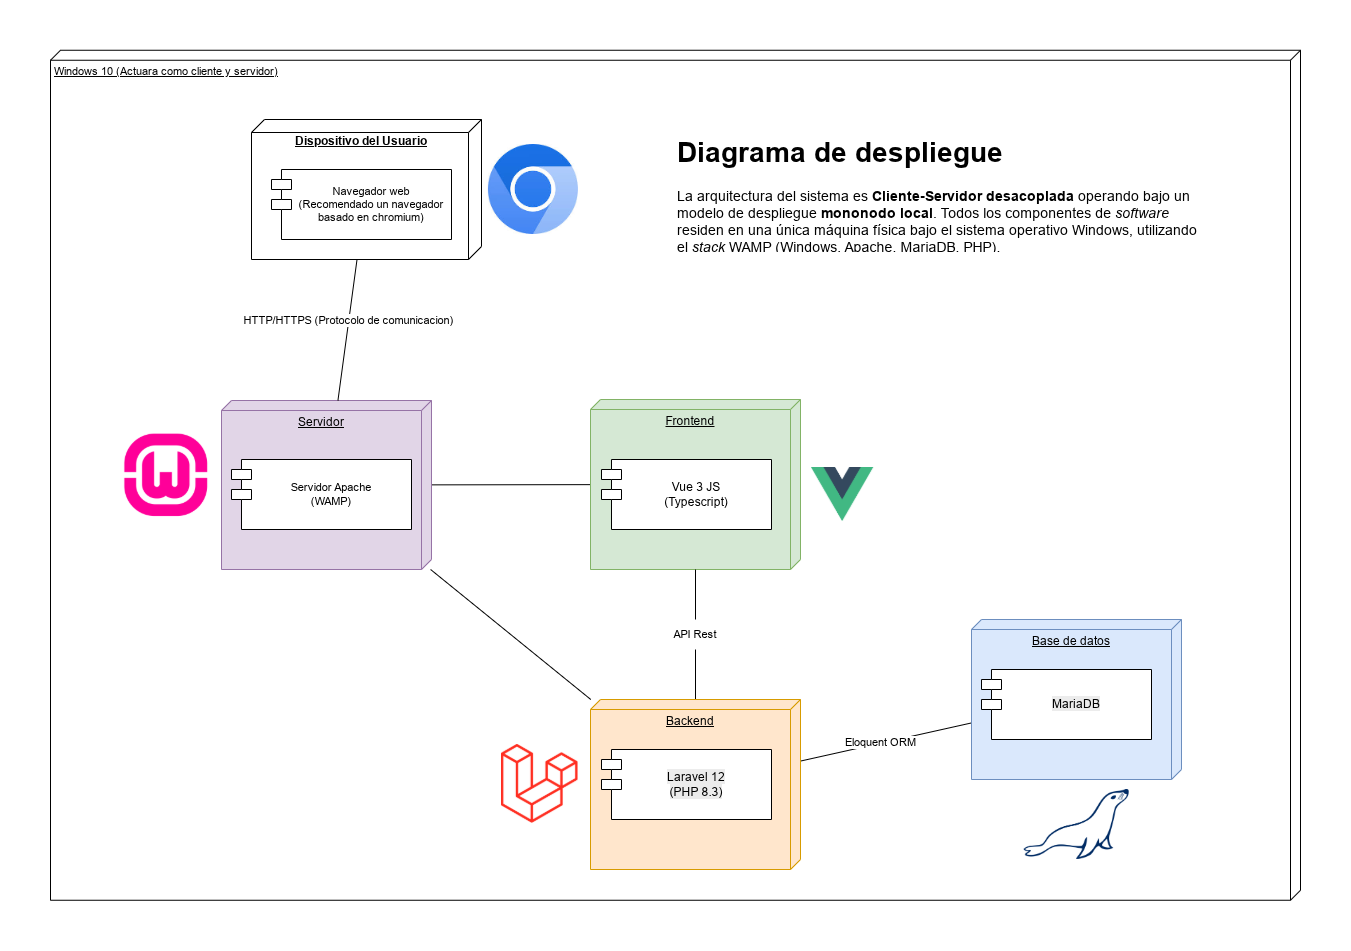 Windows 10 (Actuara como cliente y servidor)
Dispositivo del Usuario
Navegador web
(Recomendado un navegador
basado en chromium)
Diagrama de despliegue
La arquitectura del sistema es Cliente-Servidor desacoplada operando bajo un
modelo de despliegue mononodo local. Todos los componentes de software
residen en una única máquina física bajo el sistema operativo Windows, utilizando
el stack WAMP (Windows, Apache, MariaDB, PHP).
HTTP/HTTPS (Protocolo de comunicacion)
Servidor
Servidor Apache
(WAMP)
Frontend
Vue 3 JS
(Typescript)
API Rest
Base de datos
MariaDB
Eloquent ORM
Backend
Laravel 12
(PHP 8.3)